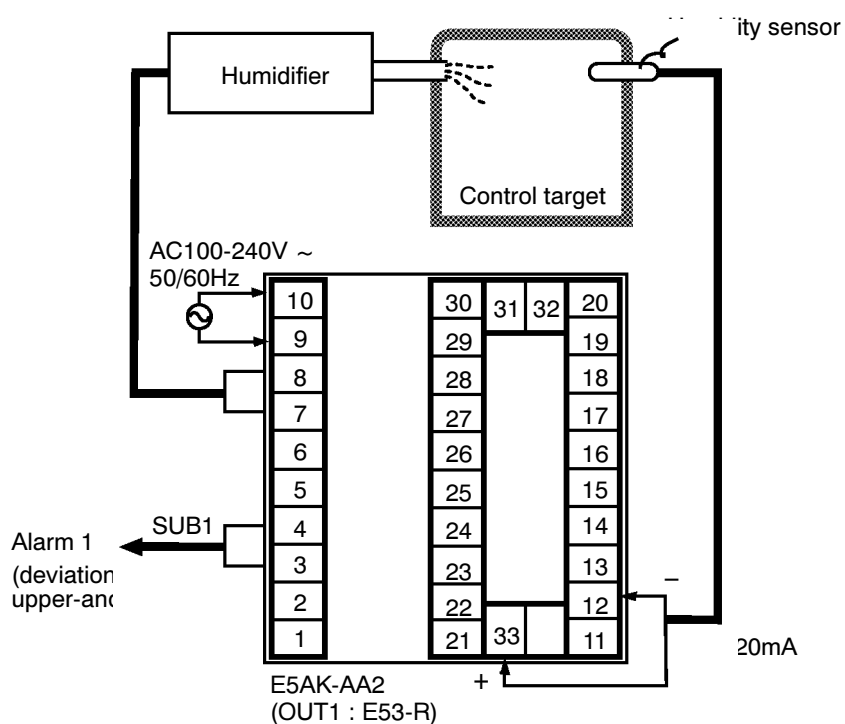 ity sensor
Humidifier
Control target
AC100-240V ~
50/60Hz
10 30 31 32 20
9 29 19
8 28 18
7 27 17
6 26 16
5 25 15
SUB1 4 24 14
Alarm 1
(deviation
3 23 13 –
upper-and
2 22 12
1 21 33 11
20mA
E5AK-AA2 +
(OUT1 : E53-R)